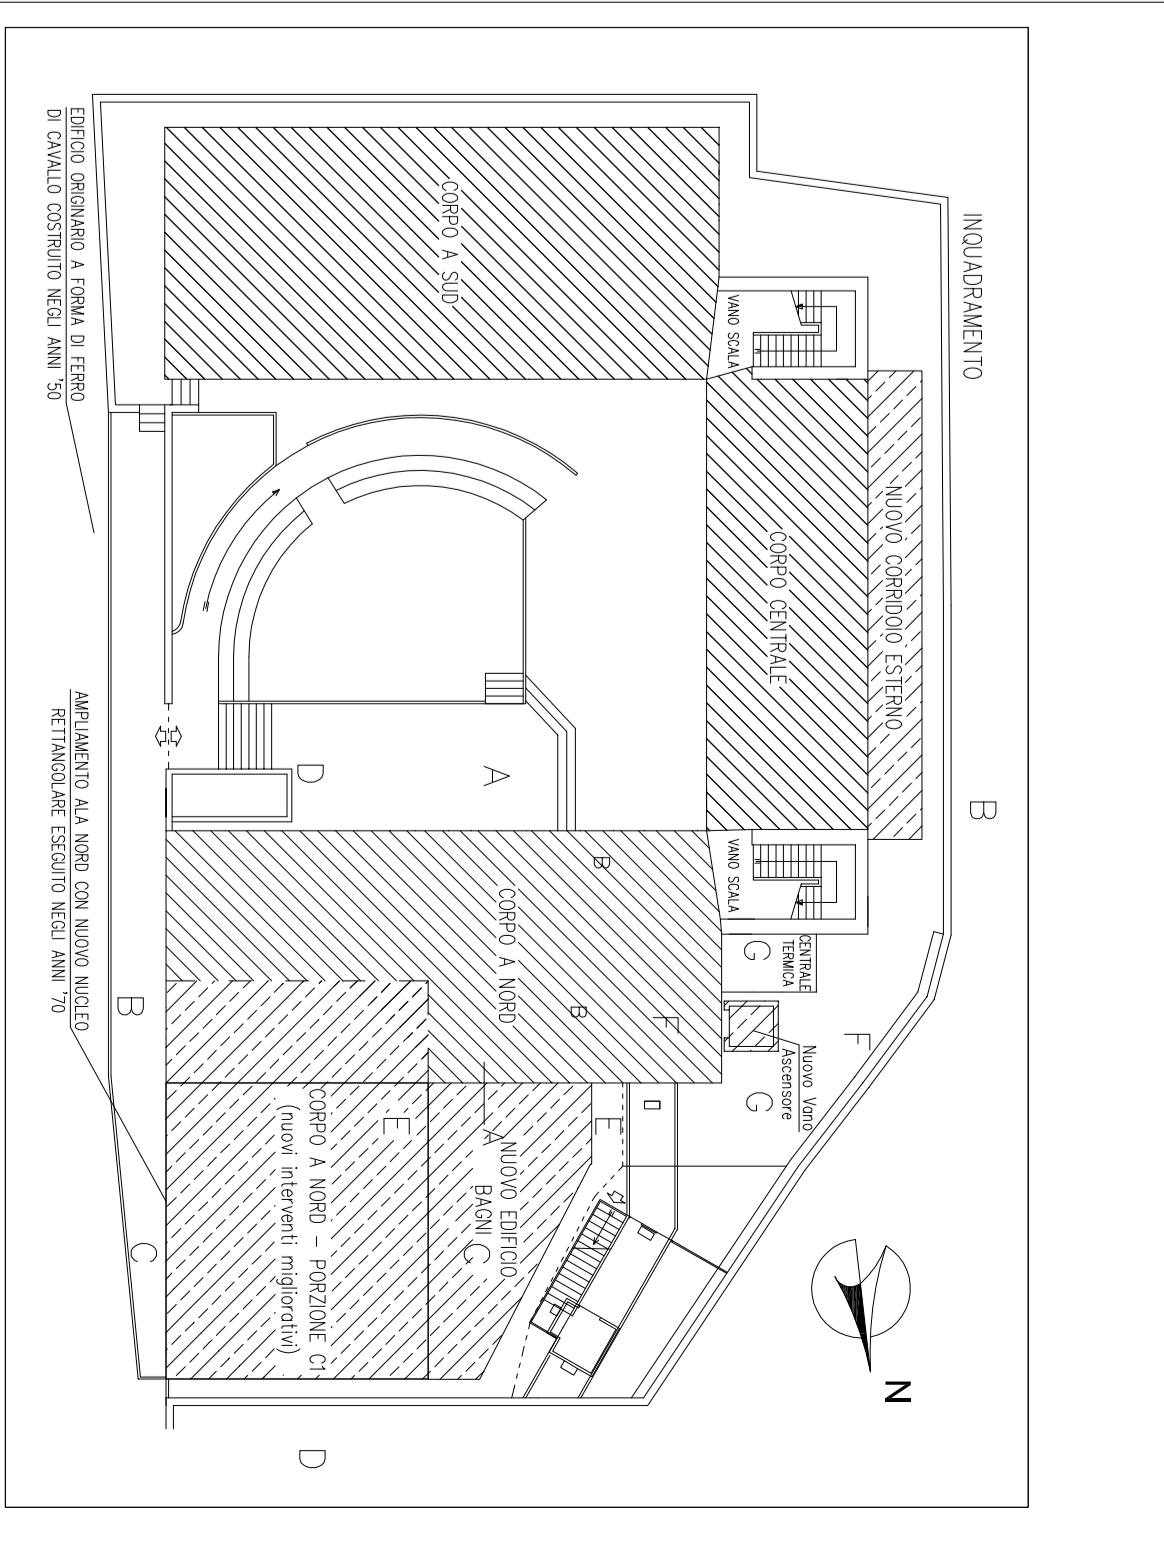 INQUADRAMENTO
B
NUOVO CORRIDOIO ESTERNO
VANO SCALA
CORPO CENTRALE
VANO SCALA
CENTRALE
TERMICA
G
F
Nuovo Vano
Ascensore
G
N
CORPO A SUD
A
D
B
CORPO A NORD
B
F
E
A
NUOVO EDIFICIO
BAGNI
C
E
CORPO A NORD - PORZIONE C1
(nuovi interventi migliorativi)
D
B
C
EDIFICIO ORIGINARIO A FORMA DI FERRO
DI CAVALLO COSTRUITO NEGLI ANNI '50
AMPLIAMENTO ALA NORD CON NUOVO NUCLEO
RETTANGOLARE ESEGUITO NEGLI ANNI '70